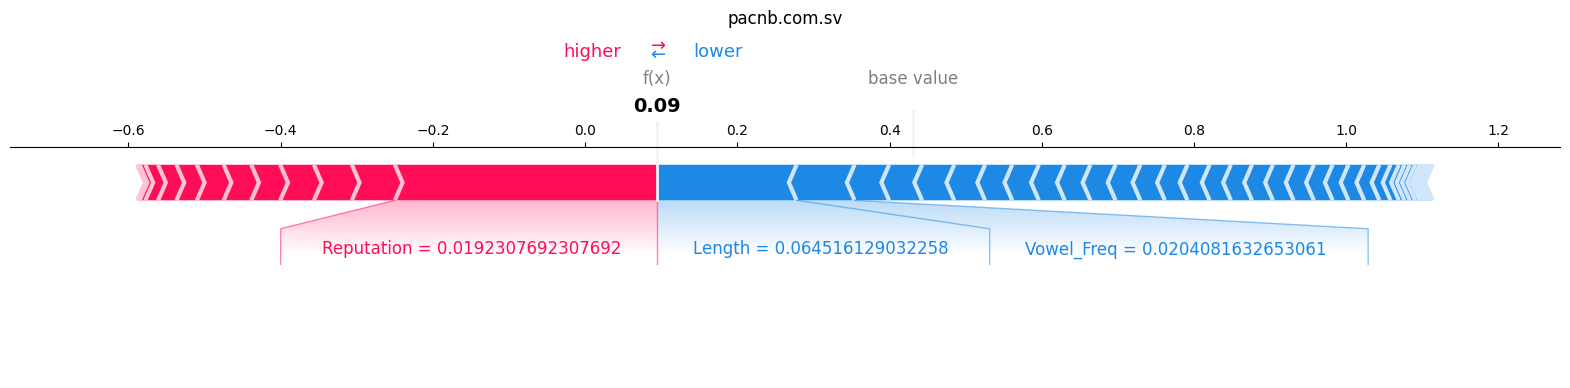 pacnb.com.sv
higher ⇄ lower
f(x) base value
0.09
−0.6 −0.4 −0.2 0.0 0.2 0.4 0.6 0.8 1.0 1.2
Reputation = 0.0192307692307692 Length = 0.064516129032258 Vowel_Freq = 0.0204081632653061